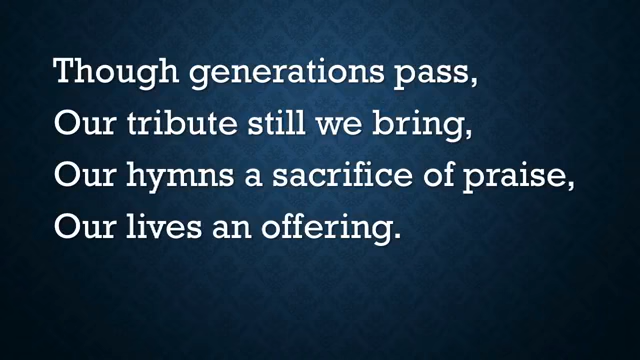 Though generations pass,
Our tribute still we bring,
Our hymns a sacrifice of praise,
Our lives an offering.